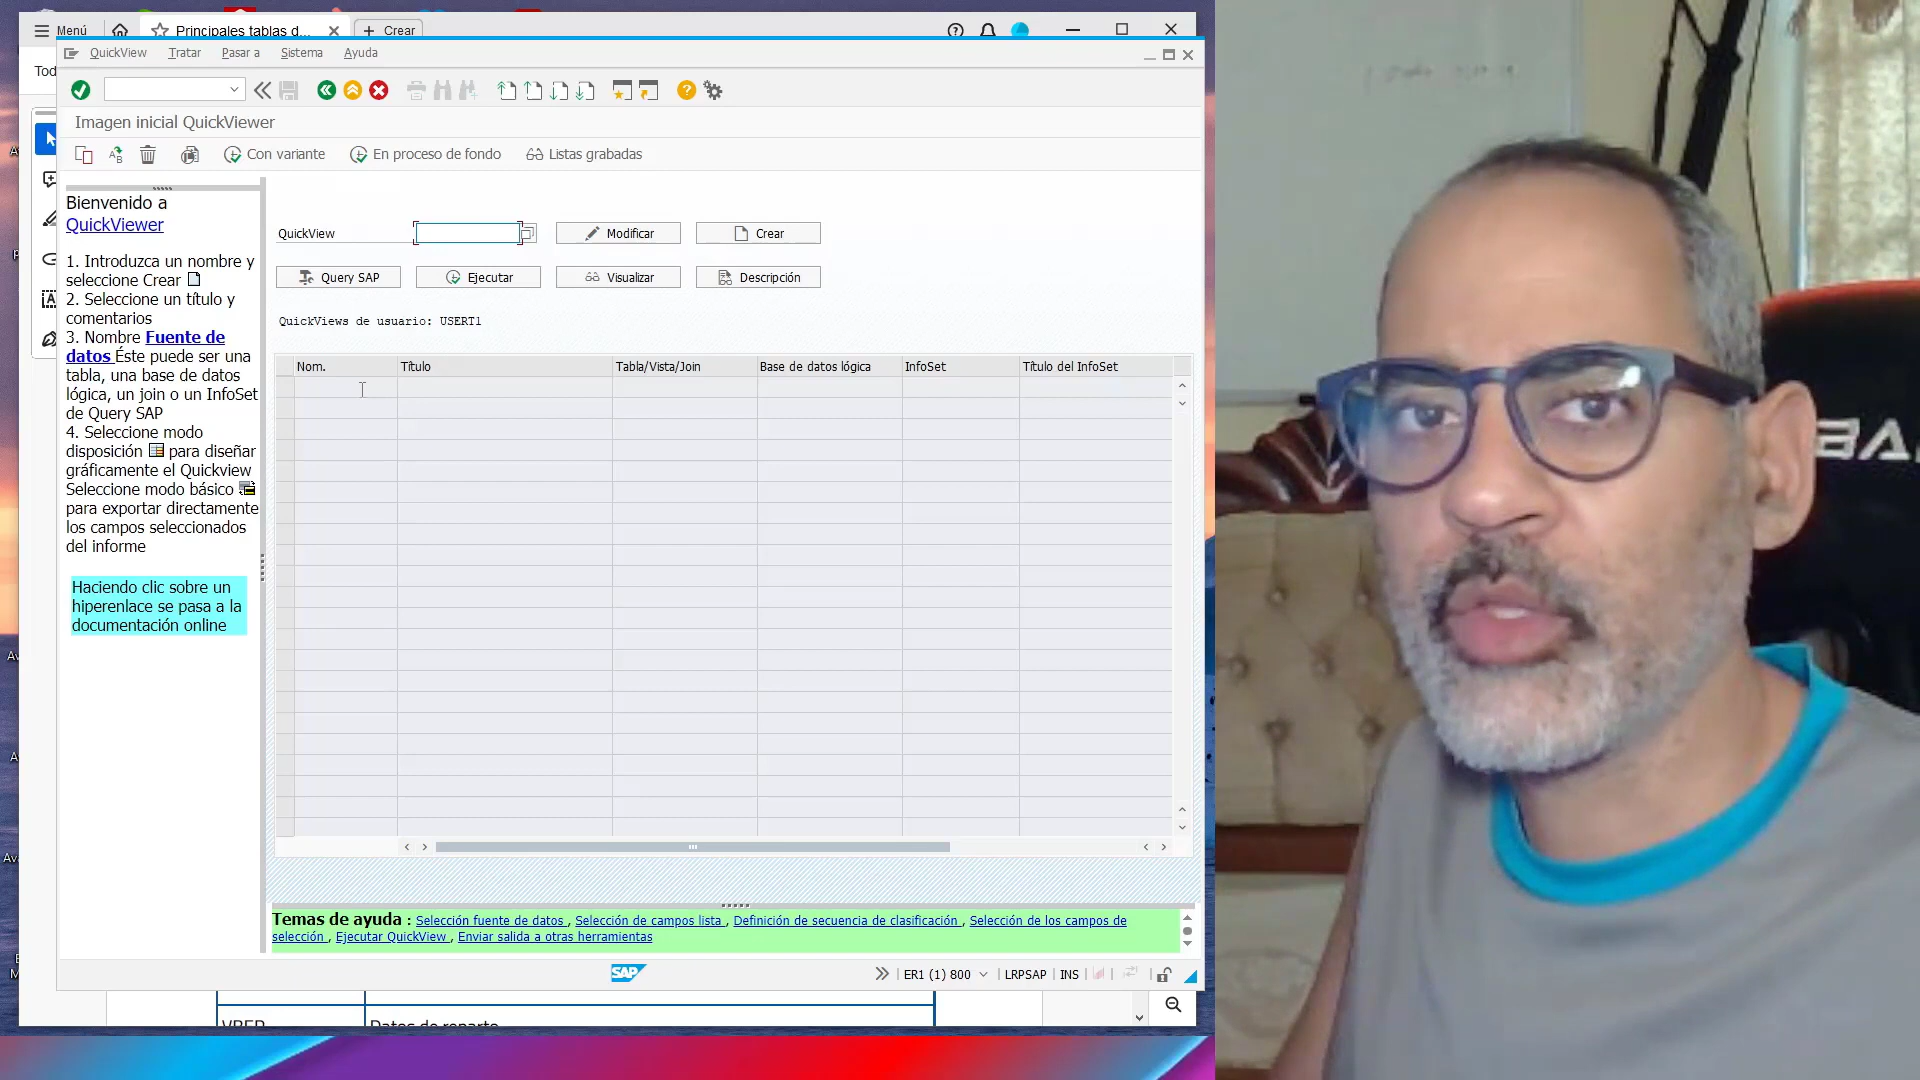 Menú
Principales tablas d...
Crear
Tod
QuickView Tratar Pasar a Sistema Ayuda
Imagen inicial QuickViewer
Con variante En proceso de fondo Listas grabadas
Bienvenido a
QuickViewer
1. Introduzca un nombre y
seleccione Crear
2. Seleccione un título y
comentarios
3. Nombre Fuente de
datos Éste puede ser una
tabla, una base de datos
lógica, un join o un InfoSet
de Query SAP
4. Seleccione modo
disposición para diseñar
gráficamente el Quickview
Seleccione modo básico
para exportar directamente
los campos seleccionados
del informe
Haciendo clic sobre un
hiperenlace se pasa a la
documentación online
QuickView Modificar Crear
Query SAP Ejecutar Visualizar Descripción
QuickViews de usuario: USERT1
Nom. Título Tabla/Vista/Join Base de datos lógica InfoSet Título del InfoSet
Temas de ayuda : Selección fuente de datos , Selección de campos lista , Definición de secuencia de clasificación , Selección de los campos de
selección , Ejecutar QuickView , Enviar salida a otras herramientas
SAP
ER1 (1) 800 LRPSAP INS